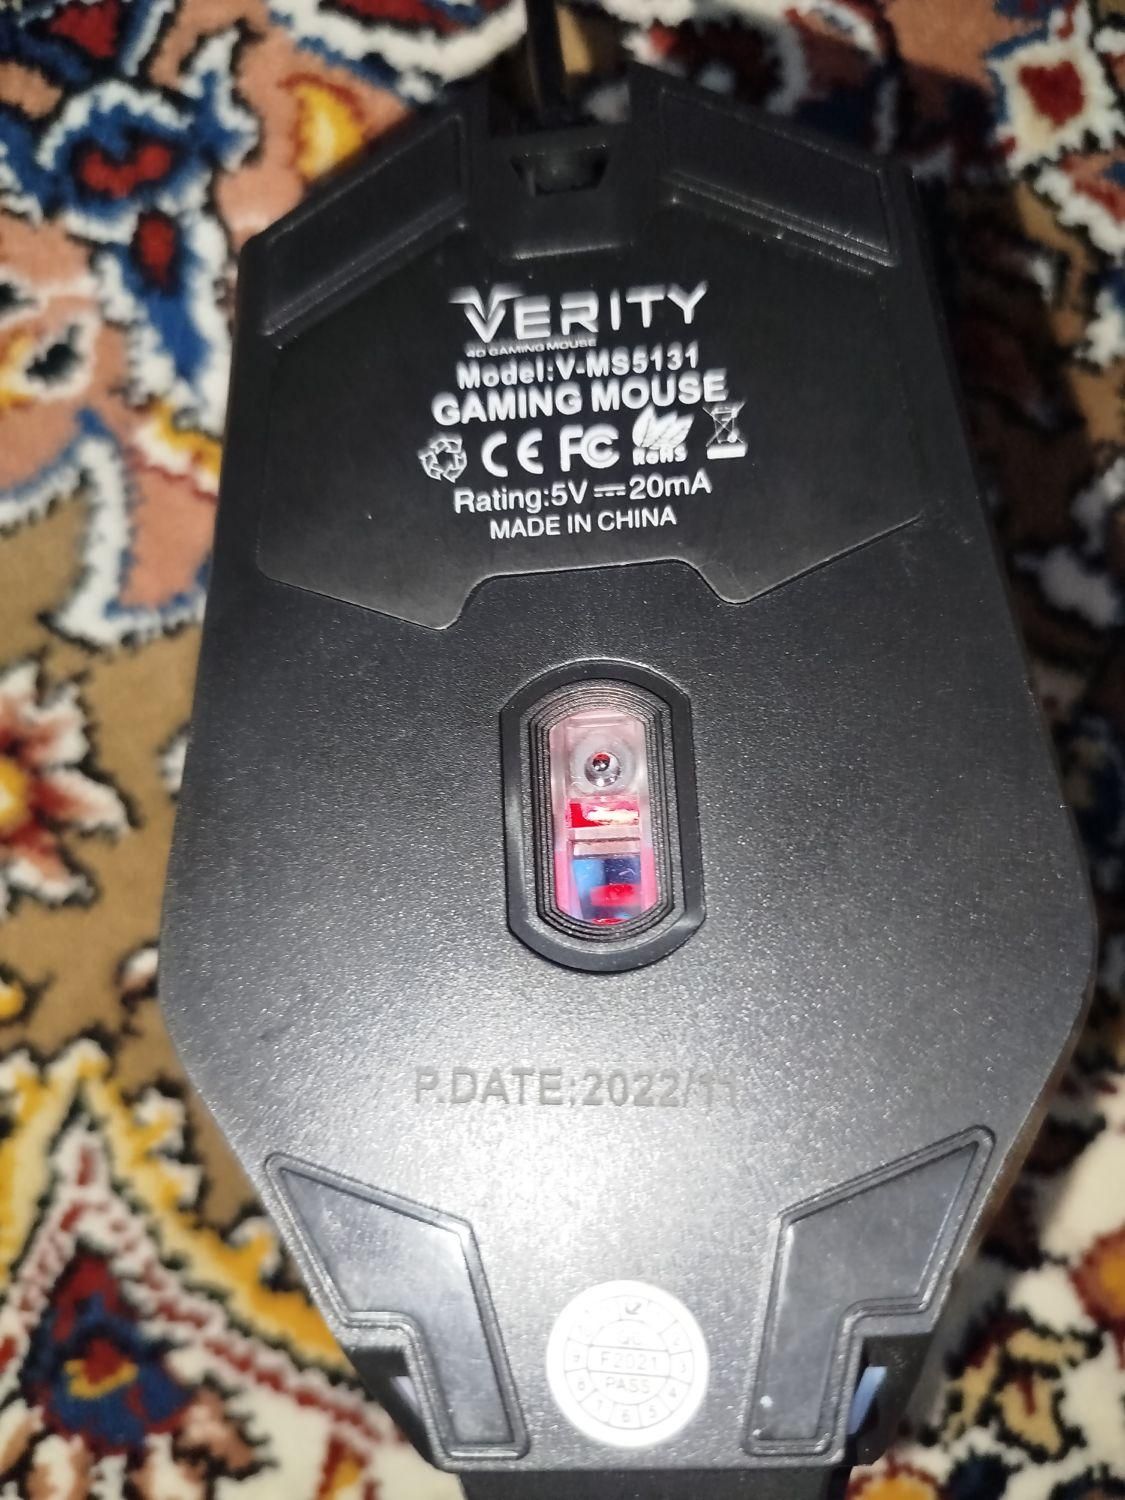 VERITY
4D GAMING MOUSE
Model:V-MS5131
GAMING MOUSE
CE FC RoHS
Rating:5V⎓20mA
MADE IN CHINA
P.DATE:2022/11
QC
F2021
PASS